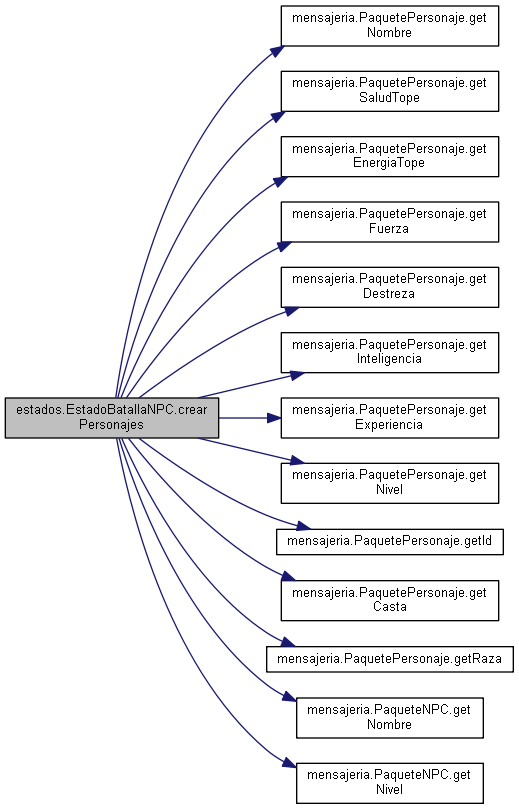 mensajeria.PaquetePersonaje.get
Nombre
mensajeria.PaquetePersonaje.get
SaludTope
mensajeria.PaquetePersonaje.get
EnergiaTope
mensajeria.PaquetePersonaje.get
Fuerza
mensajeria.PaquetePersonaje.get
Destreza
mensajeria.PaquetePersonaje.get
Inteligencia
estados.EstadoBatallaNPC.crear
Personajes
mensajeria.PaquetePersonaje.get
Experiencia
mensajeria.PaquetePersonaje.get
Nivel
mensajeria.PaquetePersonaje.getId
mensajeria.PaquetePersonaje.get
Casta
mensajeria.PaquetePersonaje.getRaza
mensajeria.PaqueteNPC.get
Nombre
mensajeria.PaqueteNPC.get
Nivel